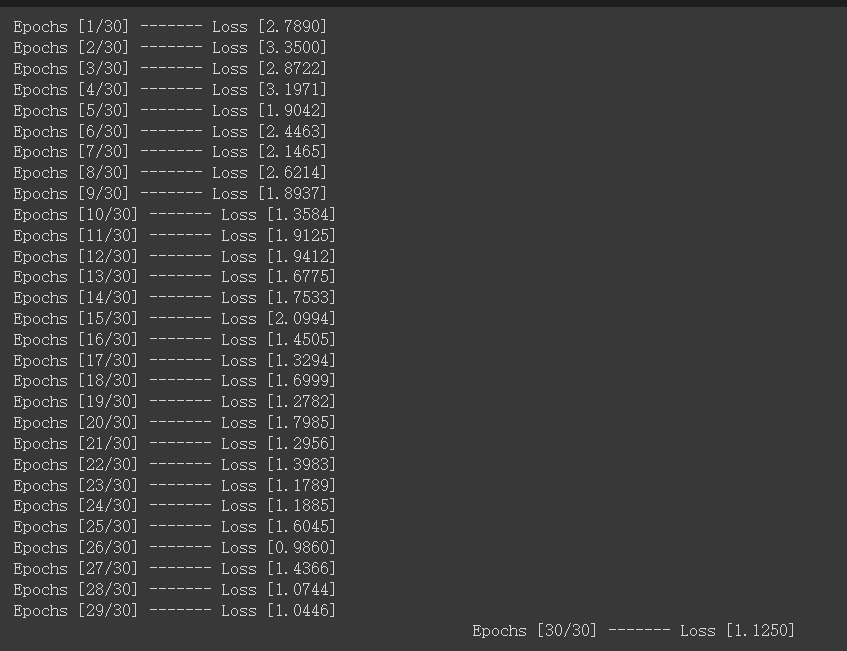 Epochs [1/30] ------- Loss [2.7890]
Epochs [2/30] ------- Loss [3.3500]
Epochs [3/30] ------- Loss [2.8722]
Epochs [4/30] ------- Loss [3.1971]
Epochs [5/30] ------- Loss [1.9042]
Epochs [6/30] ------- Loss [2.4463]
Epochs [7/30] ------- Loss [2.1465]
Epochs [8/30] ------- Loss [2.6214]
Epochs [9/30] ------- Loss [1.8937]
Epochs [10/30] ------- Loss [1.3584]
Epochs [11/30] ------- Loss [1.9125]
Epochs [12/30] ------- Loss [1.9412]
Epochs [13/30] ------- Loss [1.6775]
Epochs [14/30] ------- Loss [1.7533]
Epochs [15/30] ------- Loss [2.0994]
Epochs [16/30] ------- Loss [1.4505]
Epochs [17/30] ------- Loss [1.3294]
Epochs [18/30] ------- Loss [1.6999]
Epochs [19/30] ------- Loss [1.2782]
Epochs [20/30] ------- Loss [1.7985]
Epochs [21/30] ------- Loss [1.2956]
Epochs [22/30] ------- Loss [1.3983]
Epochs [23/30] ------- Loss [1.1789]
Epochs [24/30] ------- Loss [1.1885]
Epochs [25/30] ------- Loss [1.6045]
Epochs [26/30] ------- Loss [0.9860]
Epochs [27/30] ------- Loss [1.4366]
Epochs [28/30] ------- Loss [1.0744]
Epochs [29/30] ------- Loss [1.0446]
Epochs [30/30] ------- Loss [1.1250]